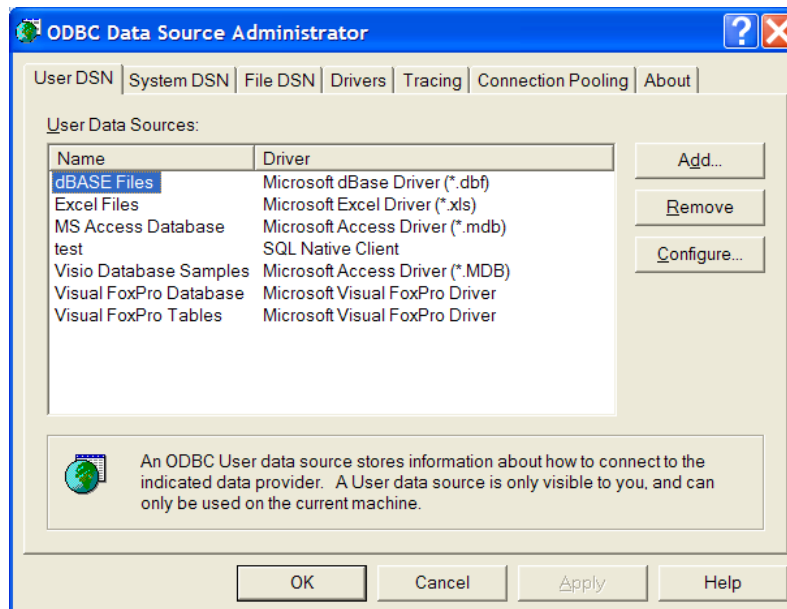 ODBC Data Source Administrator
User DSN System DSN File DSN Drivers Tracing Connection Pooling About
User Data Sources:
Name Driver
dBASE Files Microsoft dBase Driver (*.dbf)
Excel Files Microsoft Excel Driver (*.xls)
MS Access Database Microsoft Access Driver (*.mdb)
test SQL Native Client
Visio Database Samples Microsoft Access Driver (*.MDB)
Visual FoxPro Database Microsoft Visual FoxPro Driver
Visual FoxPro Tables Microsoft Visual FoxPro Driver
Add...
Remove
Configure...
An ODBC User data source stores information about how to connect to the
indicated data provider. A User data source is only visible to you, and can
only be used on the current machine.
OK Cancel Apply Help